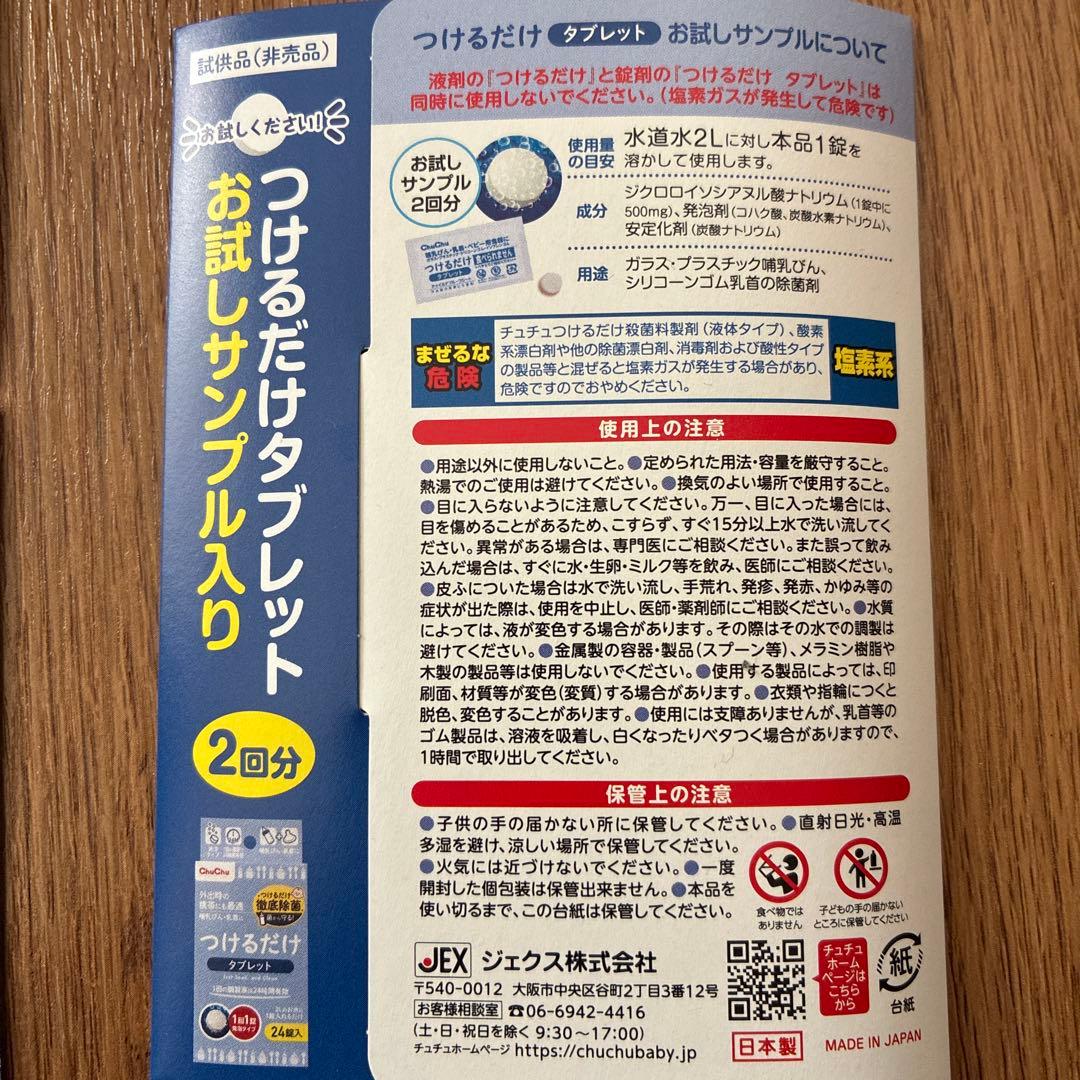 試供品(非売品)
お試しください!
つけるだけタブレット
お試しサンプル入り
2回分
ChuChu
外出時の
携帯にも最適
哺乳びん・乳首に
つけるだけ
徹底除菌
つけるだけ
タブレット
1回1錠
発泡タイプ
24錠入
つけるだけ タブレット お試しサンプルについて
液剤の『つけるだけ』と錠剤の『つけるだけ タブレット』は
同時に使用しないでください。(塩素ガスが発生して危険です)
お試し
サンプル
2回分
ChuChu
つけるだけ
タブレット
食べられません
使用量
の目安
水道水2Lに対し本品1錠を
溶かして使用します。
成分
ジクロロイソシアヌル酸ナトリウム(1錠中に
500mg)、発泡剤(コハク酸、炭酸水素ナトリウム)、
安定化剤(炭酸ナトリウム)
用途
ガラス・プラスチック哺乳びん、
シリコーンゴム乳首の除菌剤
まぜるな
危険
チュチュつけるだけ殺菌料製剤(液体タイプ)、酸素
系漂白剤や他の除菌漂白剤、消毒剤および酸性タイプ
の製品等と混ぜると塩素ガスが発生する場合があり、
危険ですのでおやめください。
塩素系
使用上の注意
●用途以外に使用しないこと。●定められた用法・容量を厳守すること。
熱湯でのご使用は避けてください。●換気のよい場所で使用すること。
●目に入らないように注意してください。万一、目に入った場合には、
目を傷めることがあるため、こすらず、すぐ15分以上水で洗い流してく
ださい。異常がある場合は、専門医にご相談ください。また誤って飲み
込んだ場合は、すぐに水・生卵・ミルク等を飲み、医師にご相談ください。
●皮ふについた場合は水で洗い流し、手荒れ、発疹、発赤、かゆみ等の
症状が出た際は、使用を中止し、医師・薬剤師にご相談ください。●水質
によっては、液が変色する場合があります。その際はその水での調製は
避けてください。●金属製の容器・製品(スプーン等)、メラミン樹脂や
木製の製品等は使用しないでください。●使用する製品によっては、印
刷面、材質等が変色(変質)する場合があります。●衣類や指輪につくと
脱色、変色することがあります。●使用には支障ありませんが、乳首等の
ゴム製品は、溶液を吸着し、白くなったりベタつく場合がありますので、
1時間で取り出してください。
保管上の注意
●子供の手の届かない所に保管してください。●直射日光・高温
多湿を避け、涼しい場所で保管してください。
●火気には近づけないでください。●一度
開封した個包装は保管出来ません。●本品を
使い切るまで、この台紙は保管してください。
食べ物では
ありません
子どもの手の届かない
ところに保管してください
JEX ジェクス株式会社
〒540-0012 大阪市中央区谷町2丁目3番12号
お客様相談室 ☎06-6942-4416
(土・日・祝日を除く 9:30~17:00)
チュチュホームページ https://chuchubaby.jp
チュチュ
ホーム
ページは
こちら
から
紙
台紙
日本製
MADE IN JAPAN